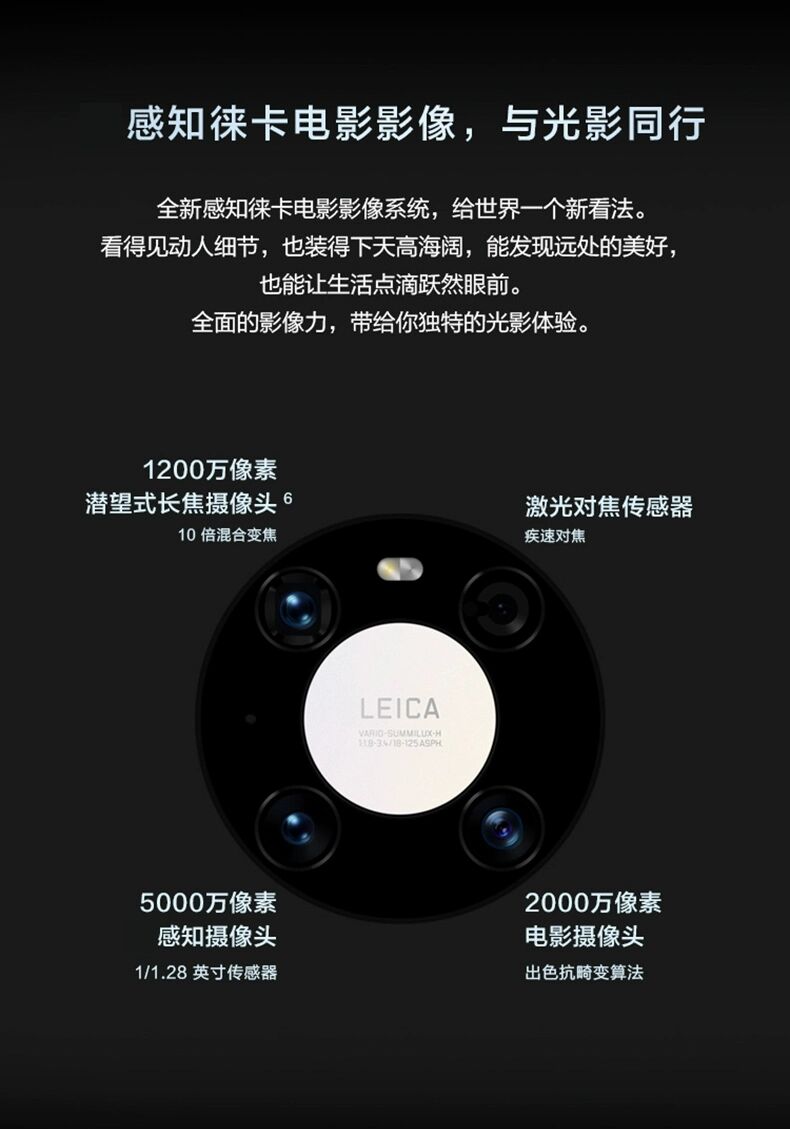 感知徕卡电影影像，与光影同行
全新感知徕卡电影影像系统，给世界一个新看法。
看得见动人细节，也装得下天高海阔，能发现远处的美好，
也能让生活点滴跃然眼前。
全面的影像力，带给你独特的光影体验。
1200万像素
潜望式长焦摄像头6
10 倍混合变焦
激光对焦传感器
疾速对焦
LEICA
VARIO-SUMMILUX-H
1:1.8-3.4/18-125 ASPH.
5000万像素
感知摄像头
1/1.28 英寸传感器
2000万像素
电影摄像头
出色抗畸变算法